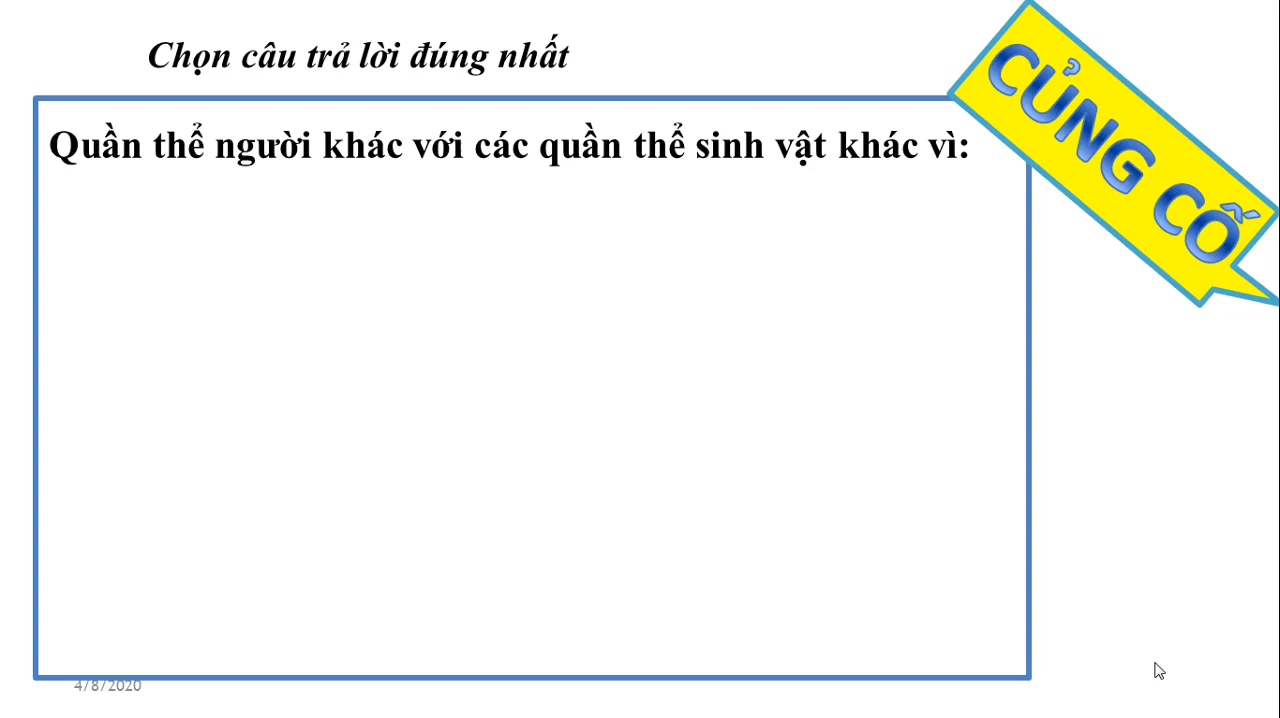 Chọn câu trả lời đúng nhất
CỦNG CỐ
Quần thể người khác với các quần thể sinh vật khác vì:
4/8/2020